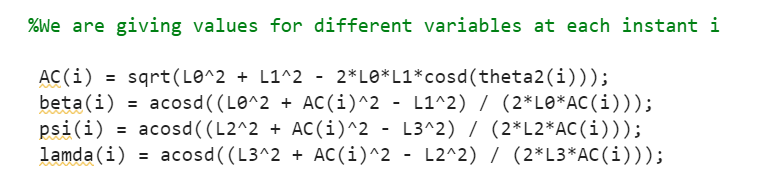 %We are giving values for different variables at each instant i
AC(i) = sqrt(L0^2 + L1^2 - 2*L0*L1*cosd(theta2(i)));
beta(i) = acosd((L0^2 + AC(i)^2 - L1^2) / (2*L0*AC(i)));
psi(i) = acosd((L2^2 + AC(i)^2 - L3^2) / (2*L2*AC(i)));
lamda(i) = acosd((L3^2 + AC(i)^2 - L2^2) / (2*L3*AC(i)));